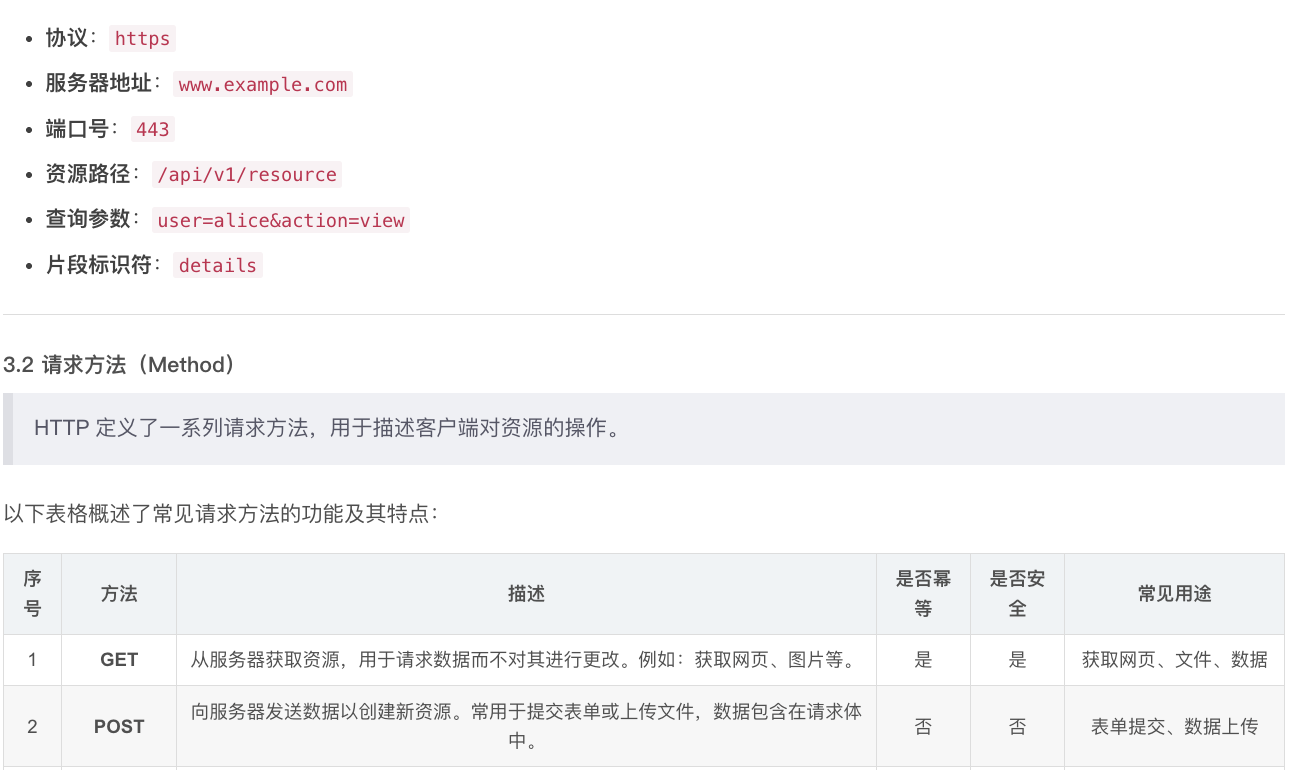 协议： https
服务器地址： www.example.com
端口号： 443
资源路径： /api/v1/resource
查询参数： user=alice&action=view
片段标识符： details
3.2 请求方法（Method）
HTTP 定义了一系列请求方法，用于描述客户端对资源的操作。
以下表格概述了常见请求方法的功能及其特点：
序号 方法 描述 是否幂等 是否安全 常见用途
1 GET 从服务器获取资源，用于请求数据而不对其进行更改。例如：获取网页、图片等。 是 是 获取网页、文件、数据
2 POST 向服务器发送数据以创建新资源。常用于提交表单或上传文件，数据包含在请求体中。 否 否 表单提交、数据上传